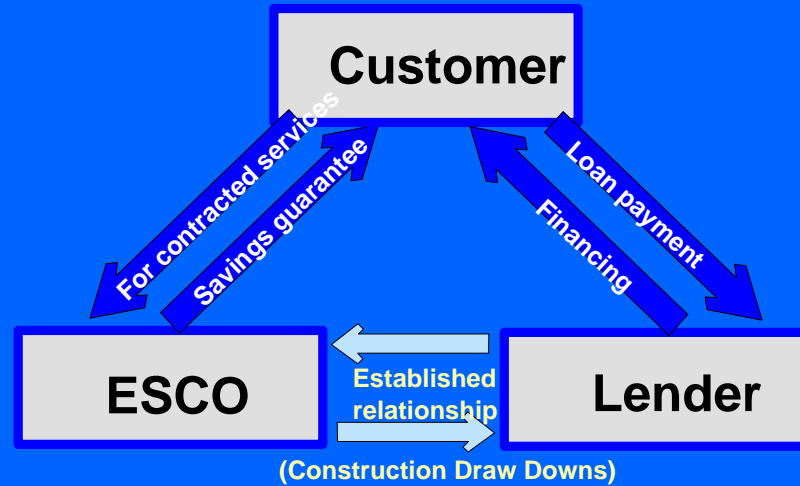 Customer
For contracted services
Savings guarantee
Financing
Loan payment
ESCO
Established
relationship
Lender
(Construction Draw Downs)